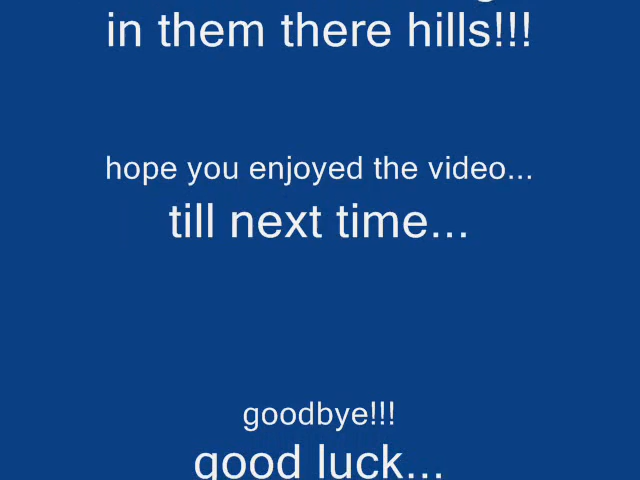 in them there hills!!!
hope you enjoyed the video...
till next time...
goodbye!!!
good luck...